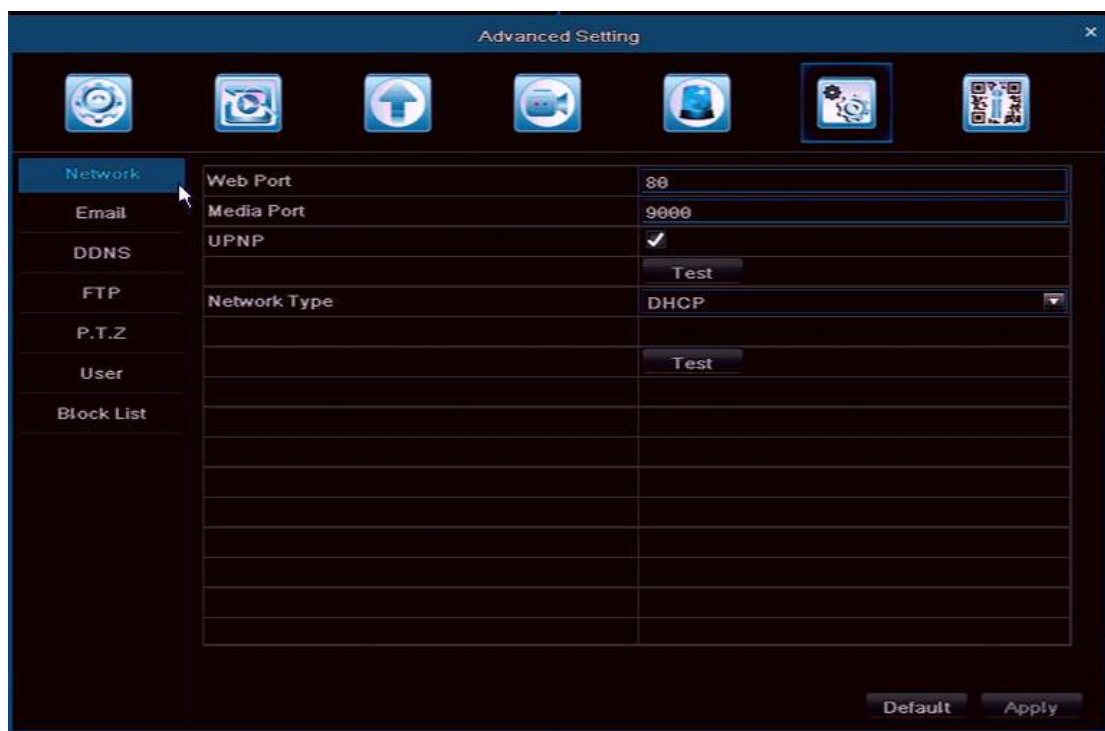 Advanced Setting
Network
Email
DDNS
FTP
P.T.Z
User
Block List
Web Port 80
Media Port 9000
UPNP
Test
Network Type DHCP
Test
Default Apply